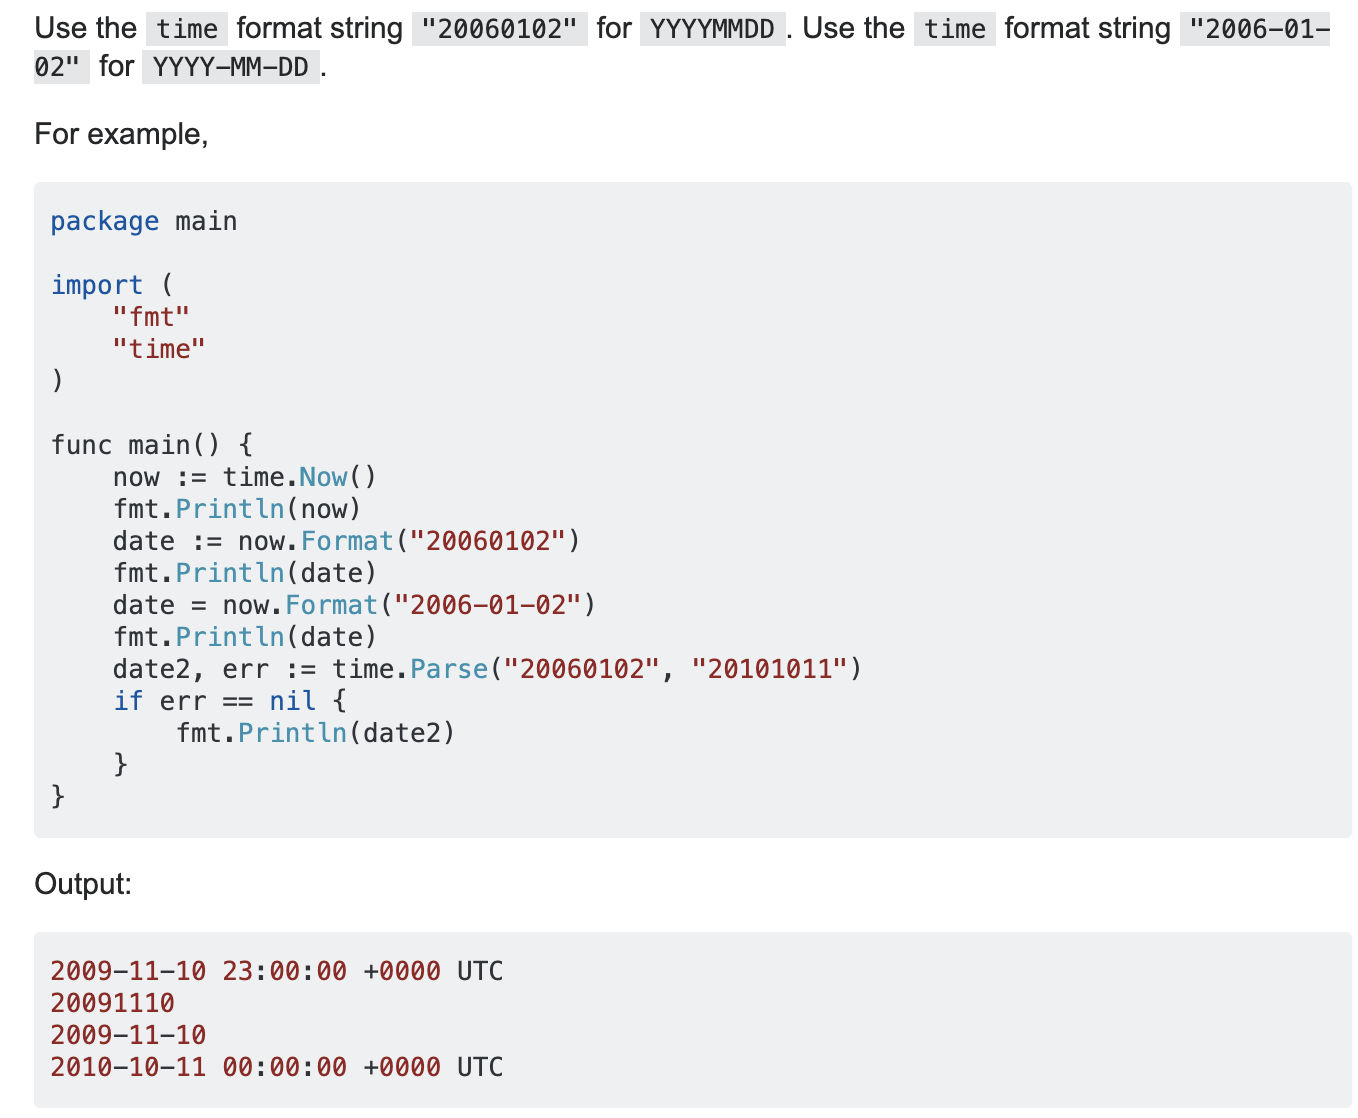 Use the time format string "20060102" for YYYYMMDD. Use the time format string "2006-01-
02" for YYYY-MM-DD.
For example,
package main
import (
    "fmt"
    "time"
)
func main() {
    now := time.Now()
    fmt.Println(now)
    date := now.Format("20060102")
    fmt.Println(date)
    date = now.Format("2006-01-02")
    fmt.Println(date)
    date2, err := time.Parse("20060102", "20101011")
    if err == nil {
        fmt.Println(date2)
    }
}
Output:
2009-11-10 23:00:00 +0000 UTC
20091110
2009-11-10
2010-10-11 00:00:00 +0000 UTC